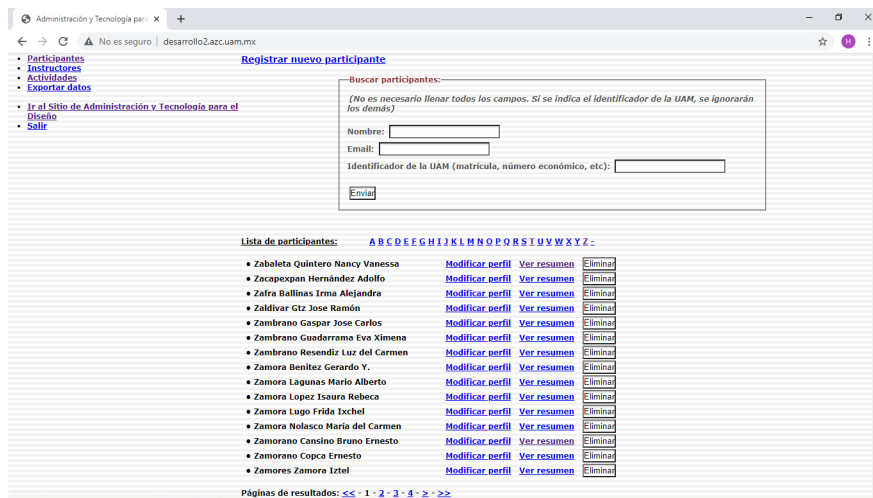 Administración y Tecnología para
No es seguro | desarrollo2.azc.uam.mx
H
Participantes
Instructores
Actividades
Exportar datos
Ir al Sitio de Administración y Tecnología para el
Diseño
Salir
Registrar nuevo participante
Buscar participantes:
(No es necesario llenar todos los campos. Si se indica el identificador de la UAM, se ignorarán
los demás)
Nombre:
Email:
Identificador de la UAM (matrícula, número económico, etc):
Enviar
Lista de participantes: A B C D E F G H I J K L M N O P Q R S T U V W X Y Z -
• Zabaleta Quintero Nancy Vanessa Modificar perfil Ver resumen Eliminar
• Zacapexpan Hernández Adolfo Modificar perfil Ver resumen Eliminar
• Zafra Ballinas Irma Alejandra Modificar perfil Ver resumen Eliminar
• Zaldivar Gtz Jose Ramón Modificar perfil Ver resumen Eliminar
• Zambrano Gaspar Jose Carlos Modificar perfil Ver resumen Eliminar
• Zambrano Guadarrama Eva Ximena Modificar perfil Ver resumen Eliminar
• Zambrano Resendiz Luz del Carmen Modificar perfil Ver resumen Eliminar
• Zamora Benitez Gerardo Y. Modificar perfil Ver resumen Eliminar
• Zamora Lagunas Mario Alberto Modificar perfil Ver resumen Eliminar
• Zamora Lopez Isaura Rebeca Modificar perfil Ver resumen Eliminar
• Zamora Lugo Frida Ixchel Modificar perfil Ver resumen Eliminar
• Zamora Nolasco María del Carmen Modificar perfil Ver resumen Eliminar
• Zamorano Cansino Bruno Ernesto Modificar perfil Ver resumen Eliminar
• Zamorano Copca Ernesto Modificar perfil Ver resumen Eliminar
• Zamores Zamora Iztel Modificar perfil Ver resumen Eliminar
Páginas de resultados: << - 1 - 2 - 3 - 4 - > - >>